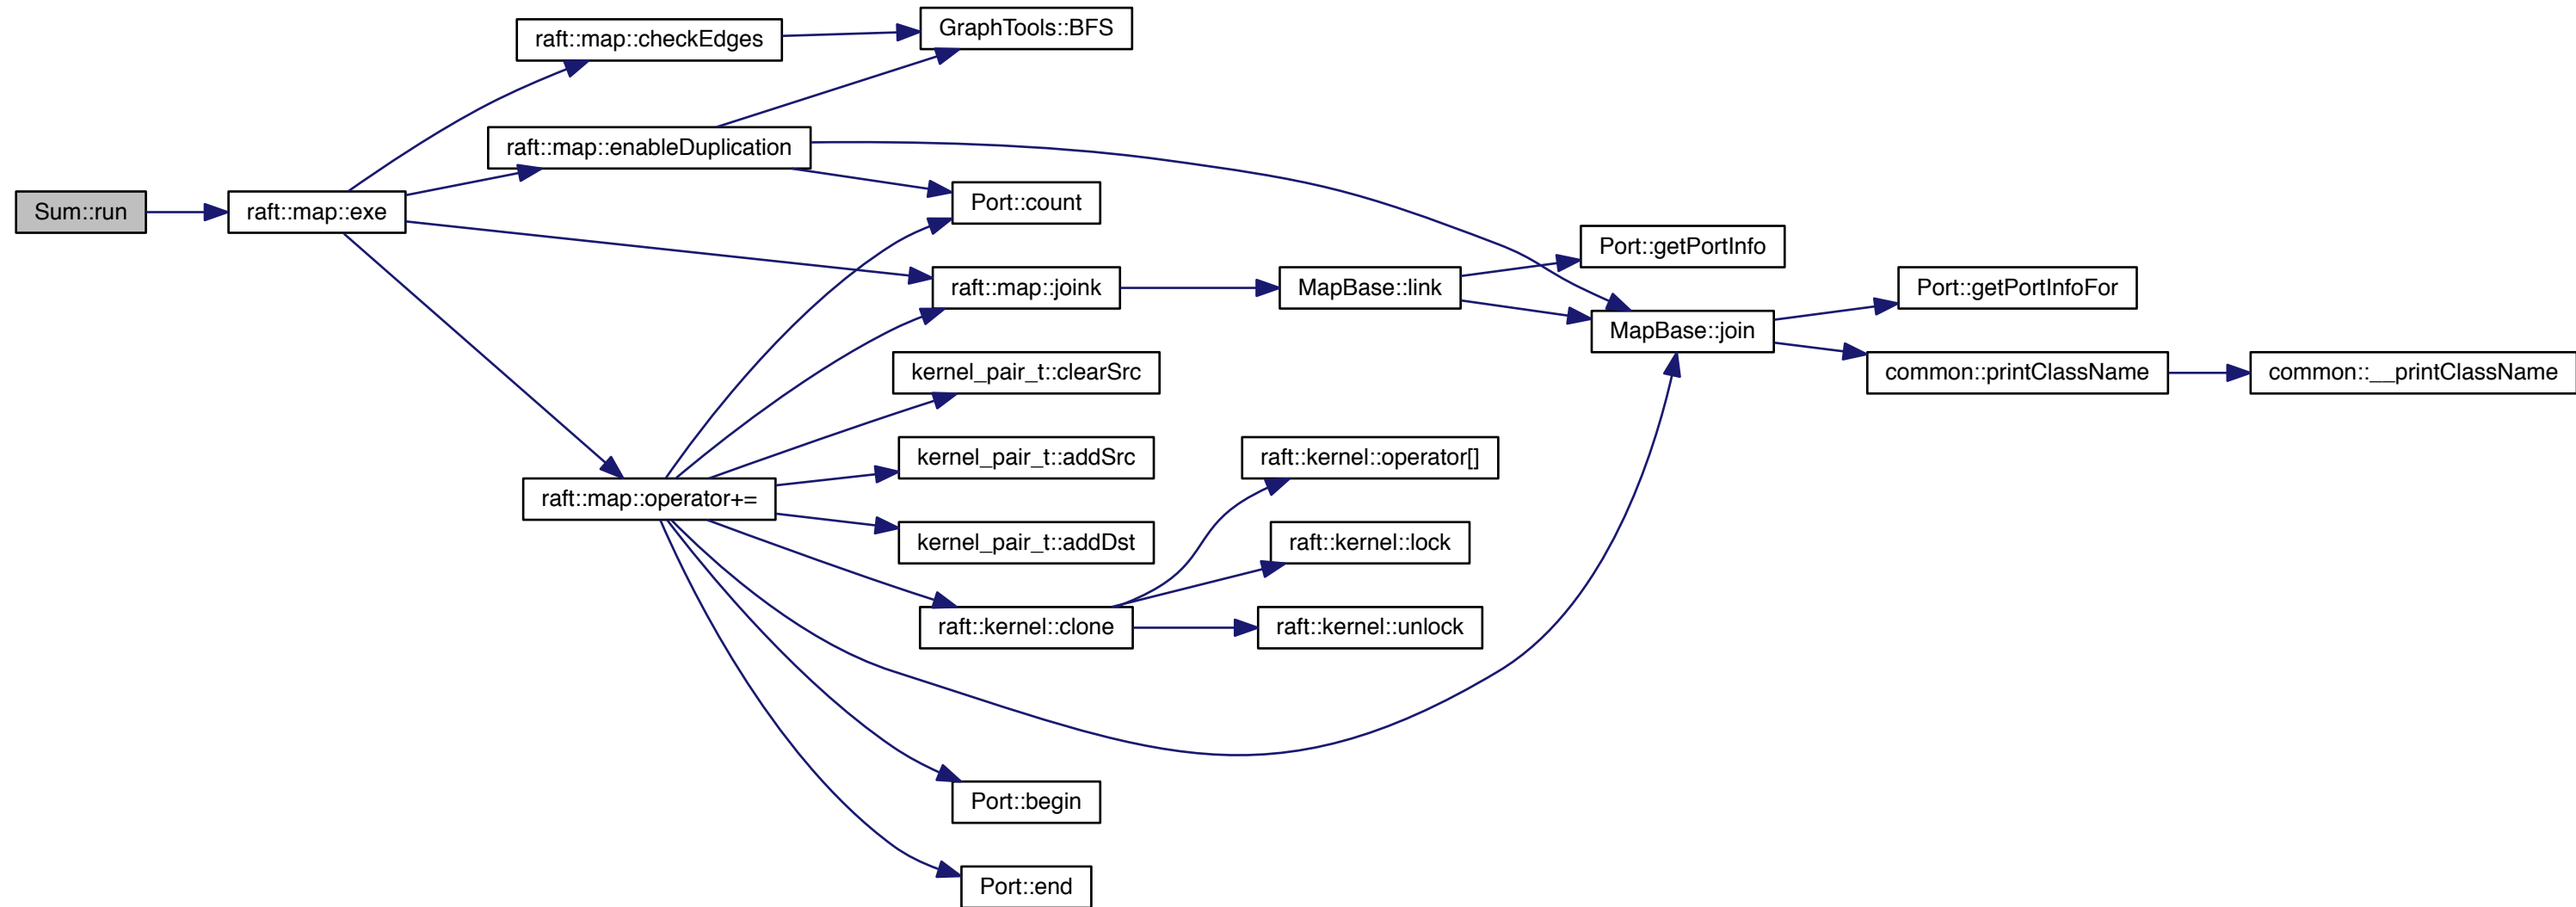 Sum::run
raft::map::exe
raft::map::checkEdges
raft::map::enableDuplication
raft::map::operator+=
GraphTools::BFS
Port::count
raft::map::joink
kernel_pair_t::clearSrc
kernel_pair_t::addSrc
kernel_pair_t::addDst
raft::kernel::clone
Port::begin
Port::end
MapBase::link
raft::kernel::operator[]
raft::kernel::lock
raft::kernel::unlock
Port::getPortInfo
MapBase::join
Port::getPortInfoFor
common::printClassName
common::__printClassName